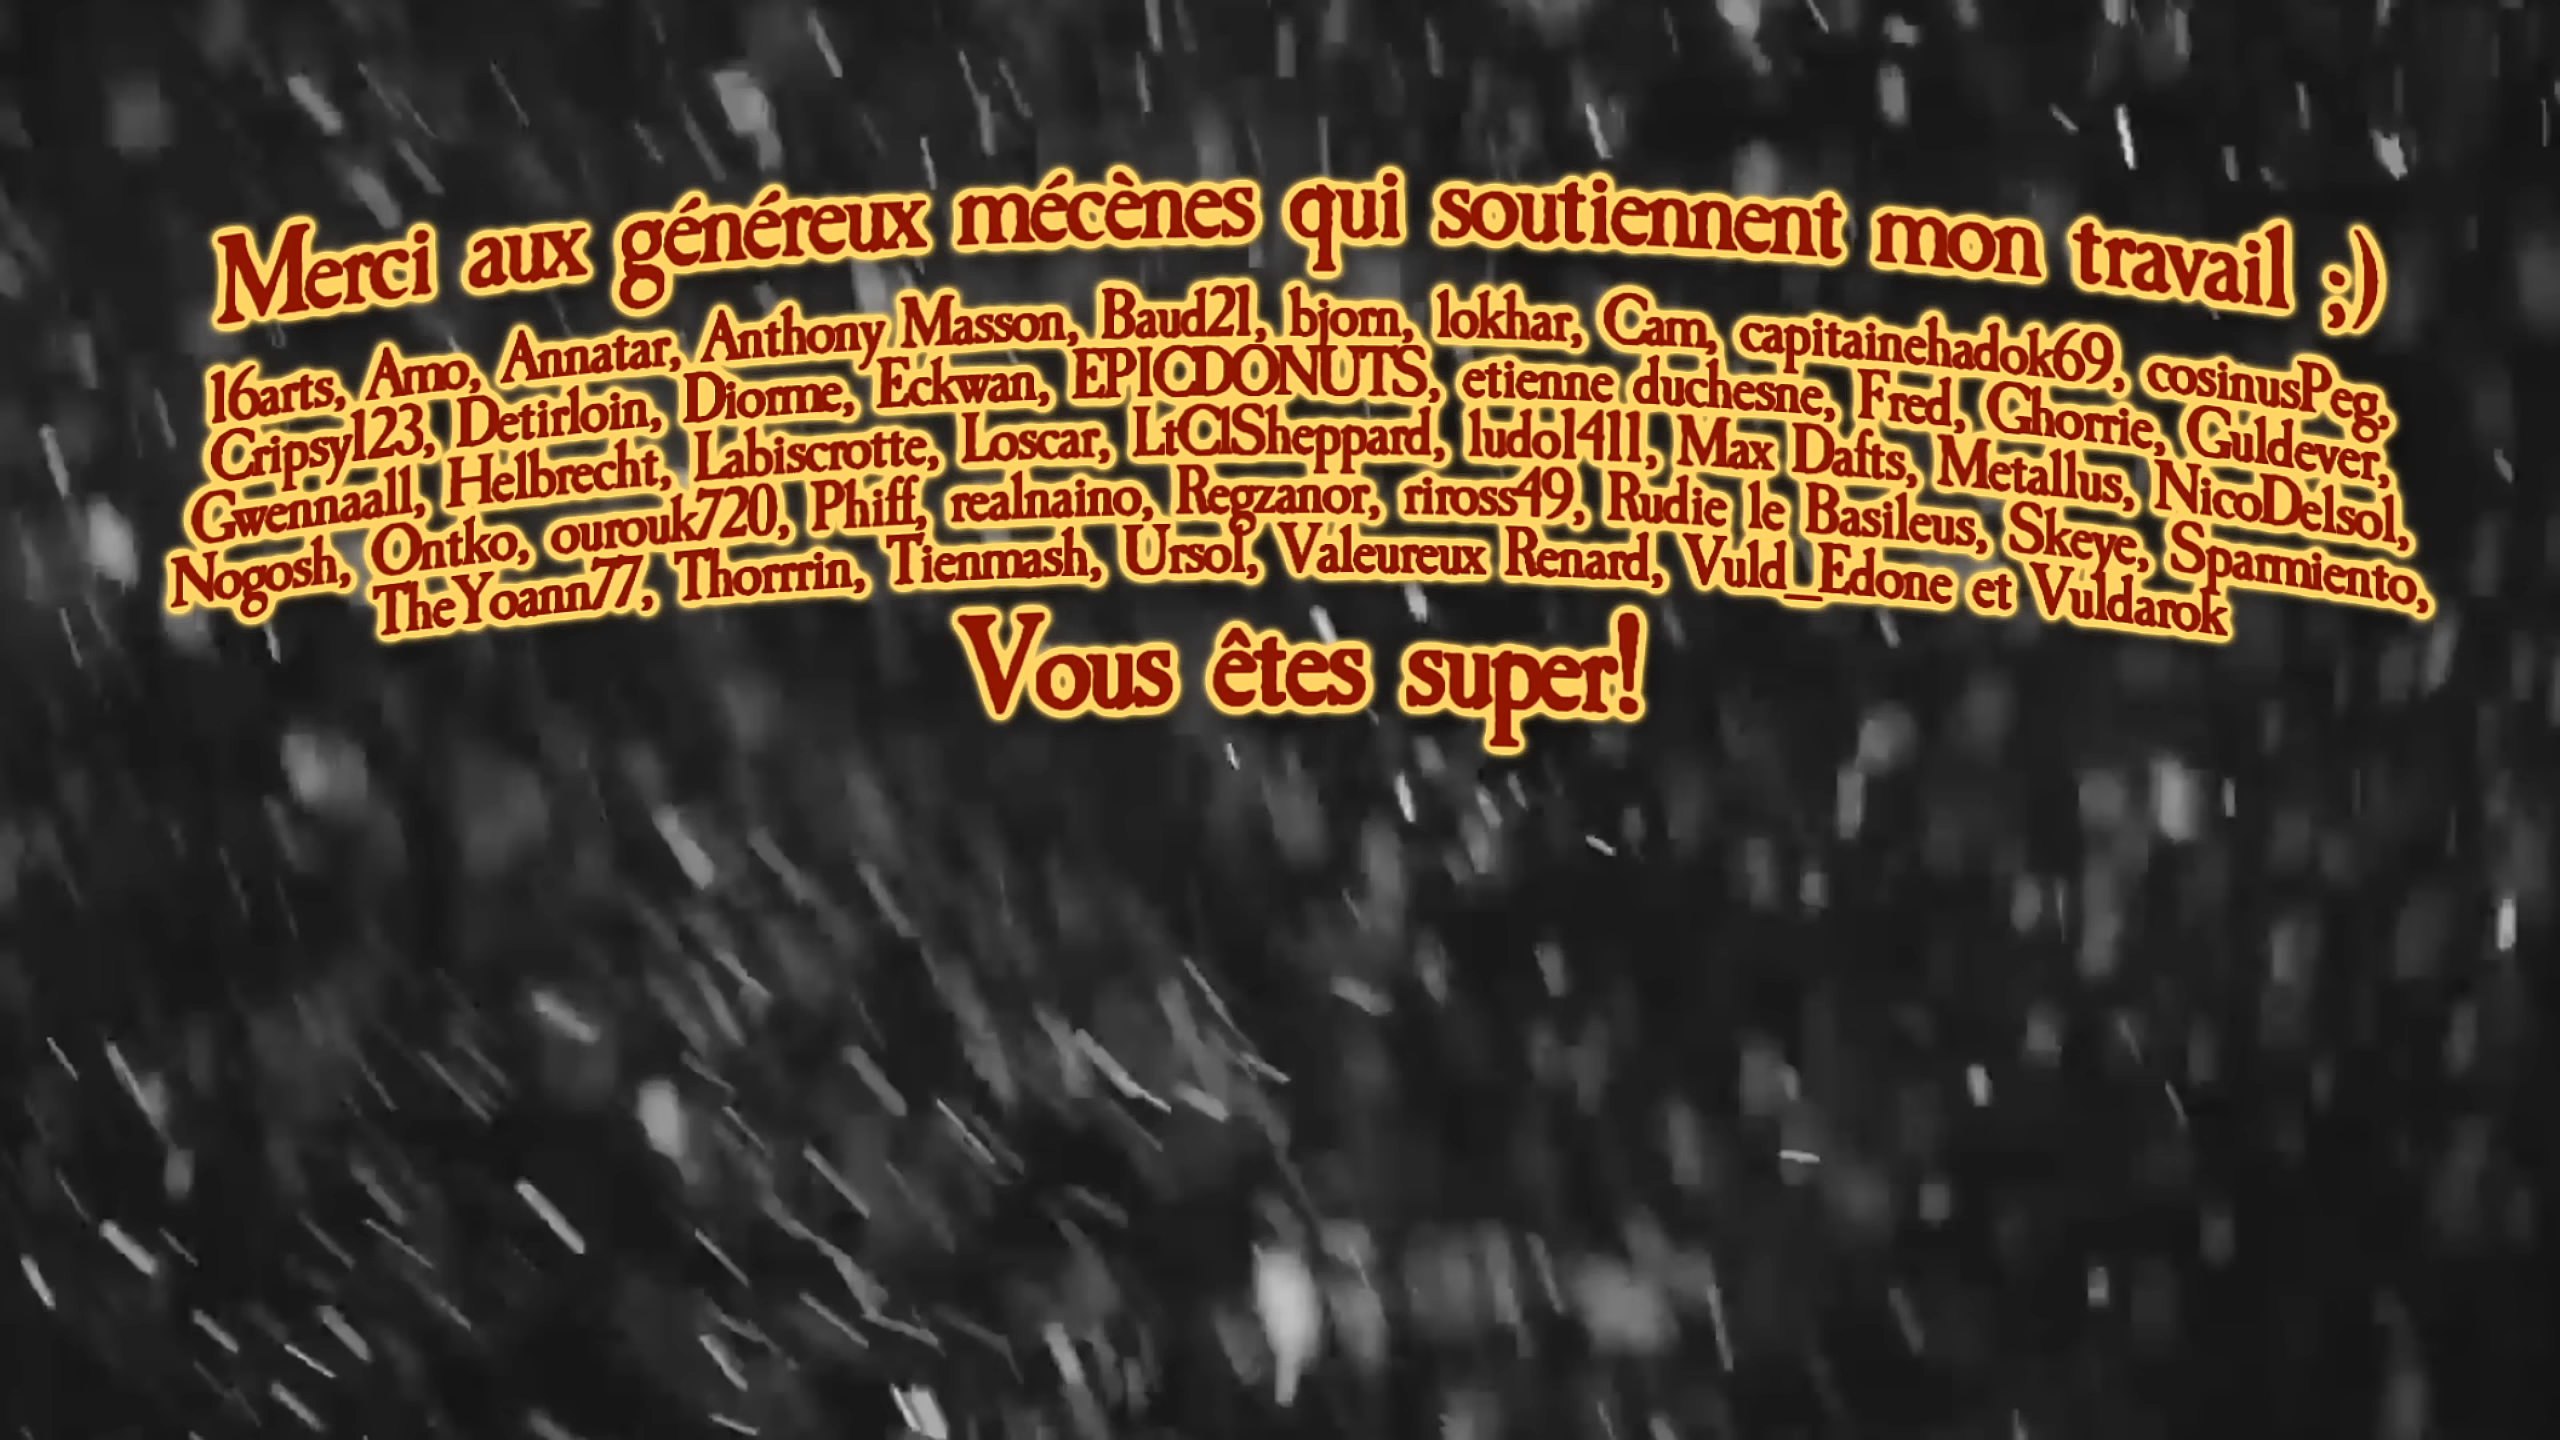 Merci aux généreux mécènes qui soutiennent mon travail ;)
16arts, Amo, Annatar, Anthony Masson, Baud21, bjorn, lokhar, Cam, capitainehadok69, cosinusPeg,
Cripsy123, Detirloin, Diorme, Eckwan, EPICDONUTS, etienne duchesne, Fred, Ghorrie, Guldever,
Gwennaall, Helbrecht, Labiscrotte, Loscar, LtClSheppard, ludo1411, Max Dafts, Metallus, NicoDelsol,
Nogosh, Ontko, ourouk720, Phiff, realnaino, Regzanor, riross49, Rudie le Basileus, Skeye, Sparmiento,
TheYoann77, Thorrrin, Tienmash, Ursol, Valeureux Renard, Vuld_Edone et Vuldarok
Vous êtes super!